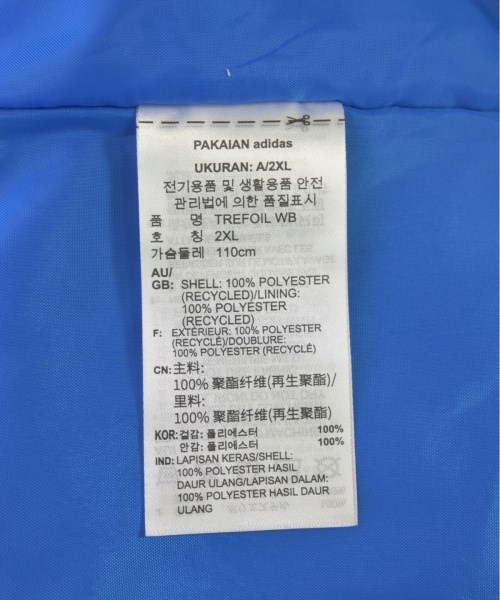 PAKAIAN adidas
UKURAN: A/2XL
전기용품 및 생활용품 안전
관리법에 의한 품질표시
품 명 TREFOIL WB
호 칭 2XL
가슴둘레 110cm
AU/
GB: SHELL: 100% POLYESTER
(RECYCLED)/LINING:
100% POLYESTER
(RECYCLED)
F: EXTÉRIEUR: 100% POLYESTER
(RECYCLÉ)/DOUBLURE:
100% POLYESTER (RECYCLÉ)
CN: 主料:
100% 聚酯纤维(再生聚酯)/
里料:
100% 聚酯纤维(再生聚酯)
KOR: 겉감: 폴리에스터 100%
안감: 폴리에스터 100%
IND: LAPISAN KERAS/SHELL:
100% POLYESTER HASIL
DAUR ULANG/LAPISAN DALAM:
100% POLYESTER HASIL DAUR
ULANG